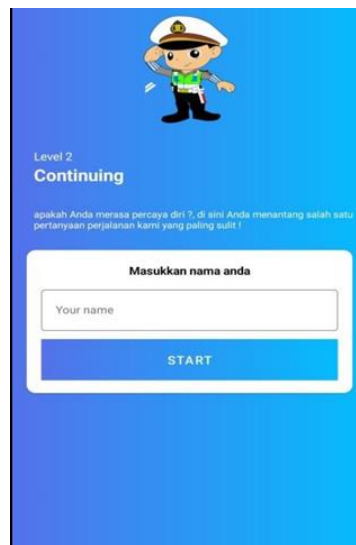 Level 2
Continuing
apakah Anda merasa percaya diri ?, di sini Anda menantang salah satu
pertanyaan perjalanan kami yang paling sulit !
Masukkan nama anda
Your name
START